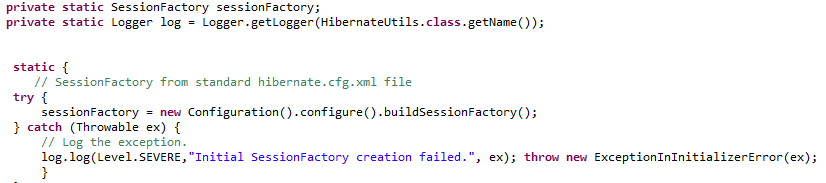 private static SessionFactory sessionFactory;
private static Logger log = Logger.getLogger(HibernateUtils.class.getName());
static {
// SessionFactory from standard hibernate.cfg.xml file
try {
sessionFactory = new Configuration().configure().buildSessionFactory();
} catch (Throwable ex) {
// Log the exception.
log.log(Level.SEVERE,"Initial SessionFactory creation failed.", ex); throw new ExceptionInInitializerError(ex);
}